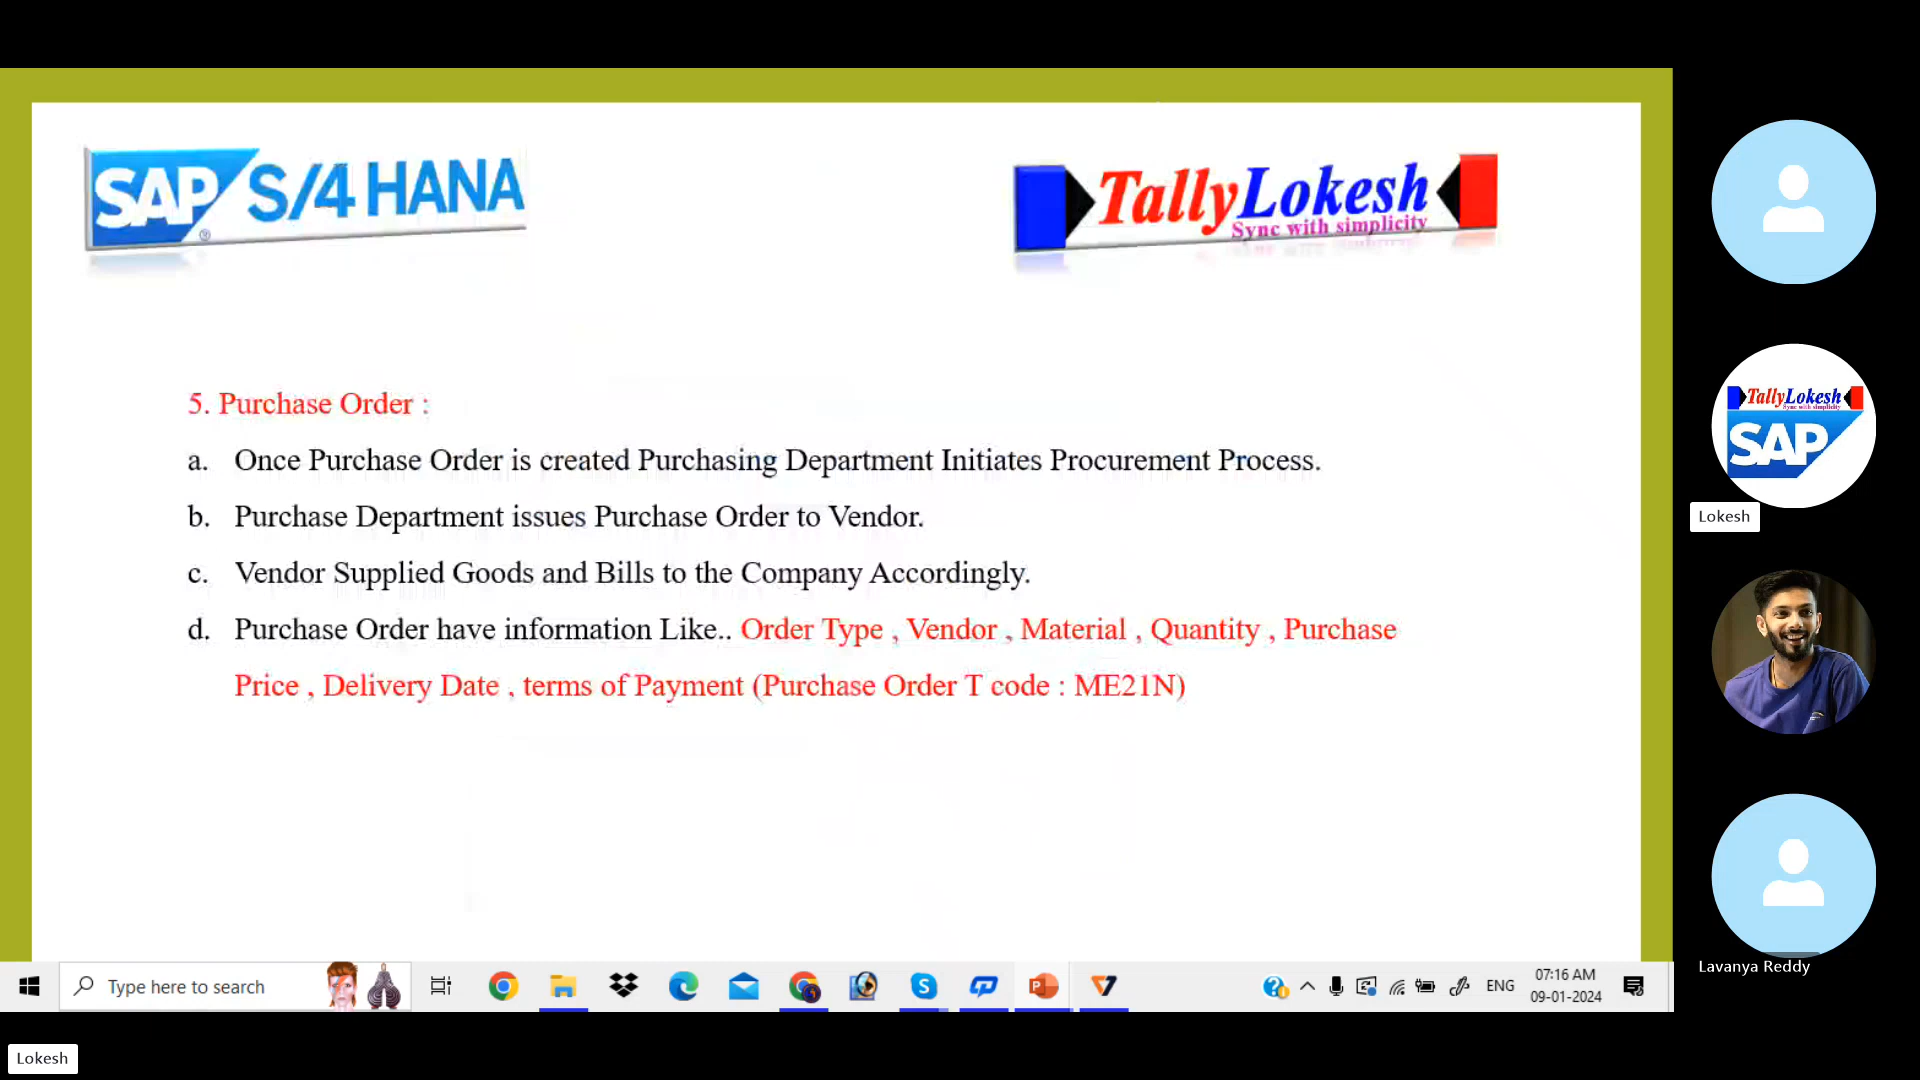 SAP S/4 HANA
®
TallyLokesh
Sync with simplicity
5. Purchase Order :
a. Once Purchase Order is created Purchasing Department Initiates Procurement Process.
b. Purchase Department issues Purchase Order to Vendor.
c. Vendor Supplied Goods and Bills to the Company Accordingly.
d. Purchase Order have information Like.. Order Type , Vendor , Material , Quantity , Purchase
Price , Delivery Date , terms of Payment (Purchase Order T code : ME21N)
TallyLokesh
Sync with simplicity
SAP
Lokesh
Lavanya Reddy
Type here to search
ENG
07:16 AM
09-01-2024
Lokesh